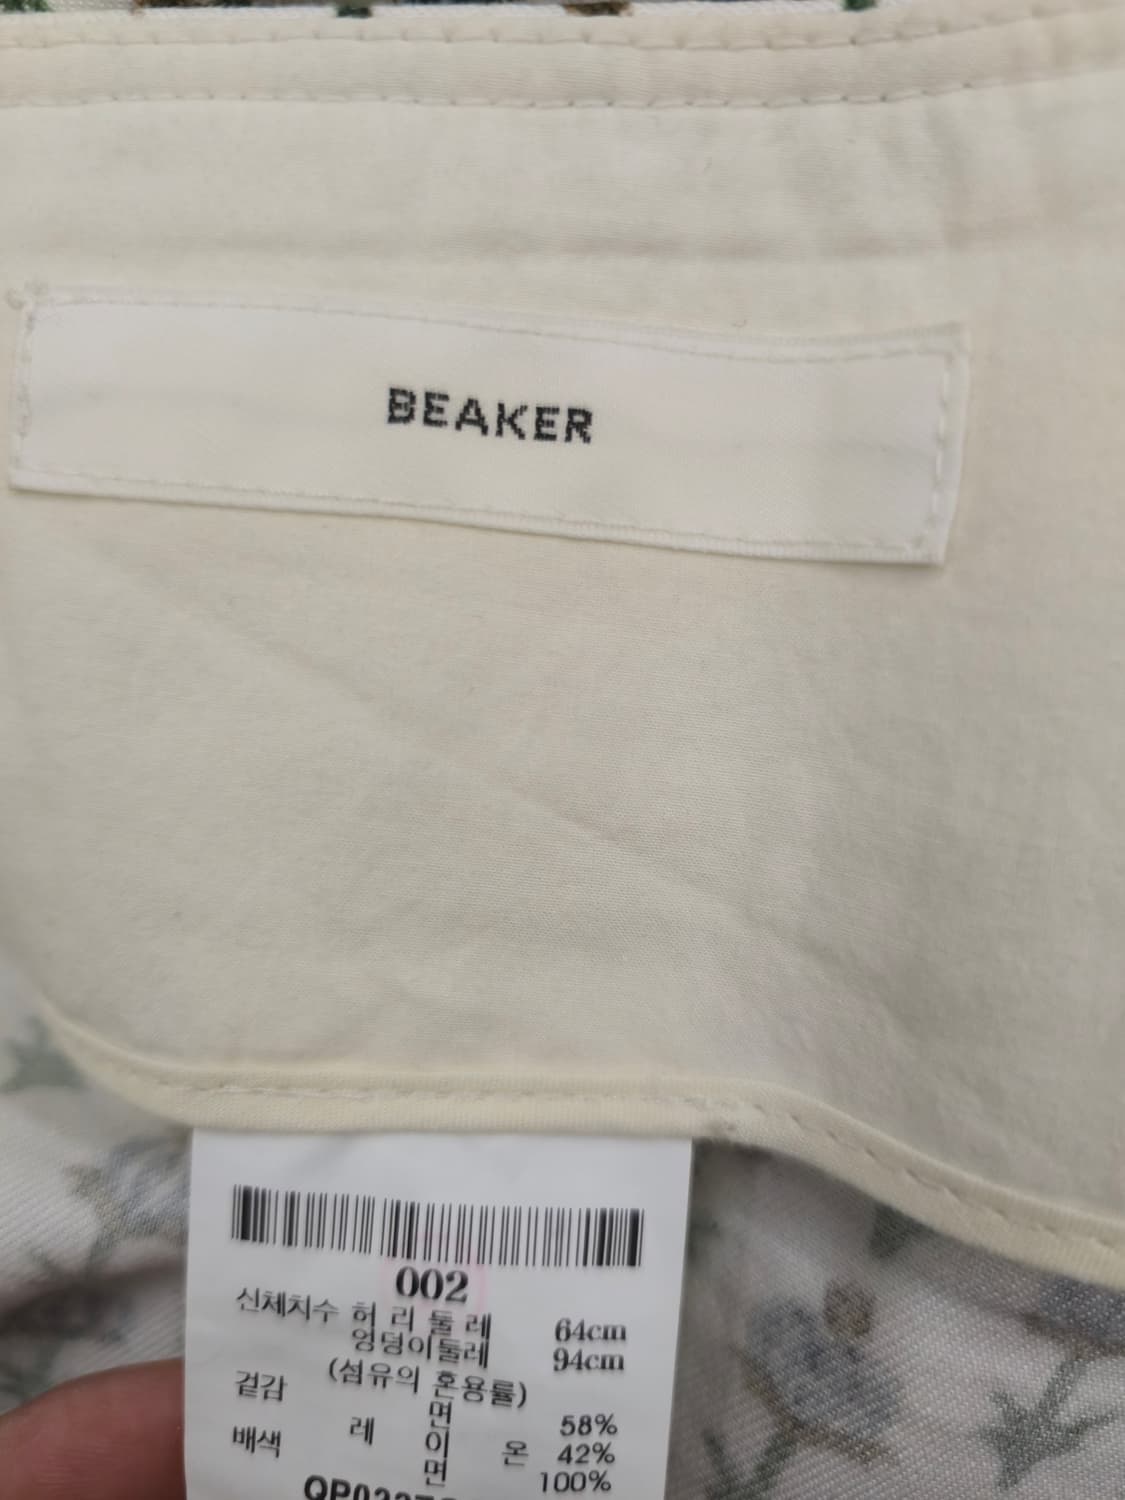 BEAKER
002
신체치수 허 리 둘 레 64cm
엉덩이둘레 94cm
(섬유의 혼용률)
겉감 면 58%
레 이 온 42%
배색 면 100%